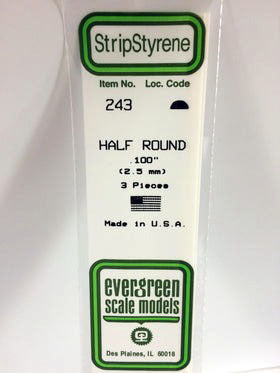 StripStyrene
Item No. Loc. Code
243
HALF ROUND
.100"
(2.5 mm)
3 Pieces
Made in U.S.A.
evergreen
scale models
Des Plaines, IL 60018